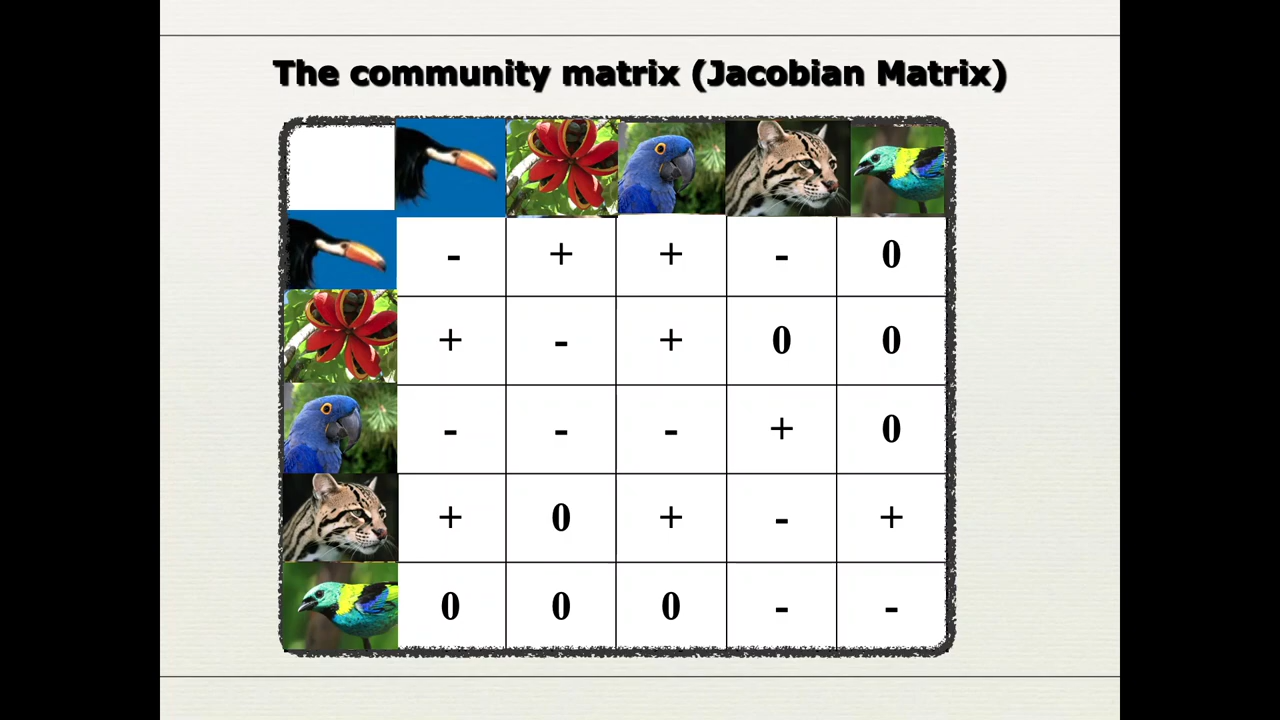 The community matrix (Jacobian Matrix)
- + + - 0
+ - + 0 0
- - - + 0
+ 0 + - +
0 0 0 - -